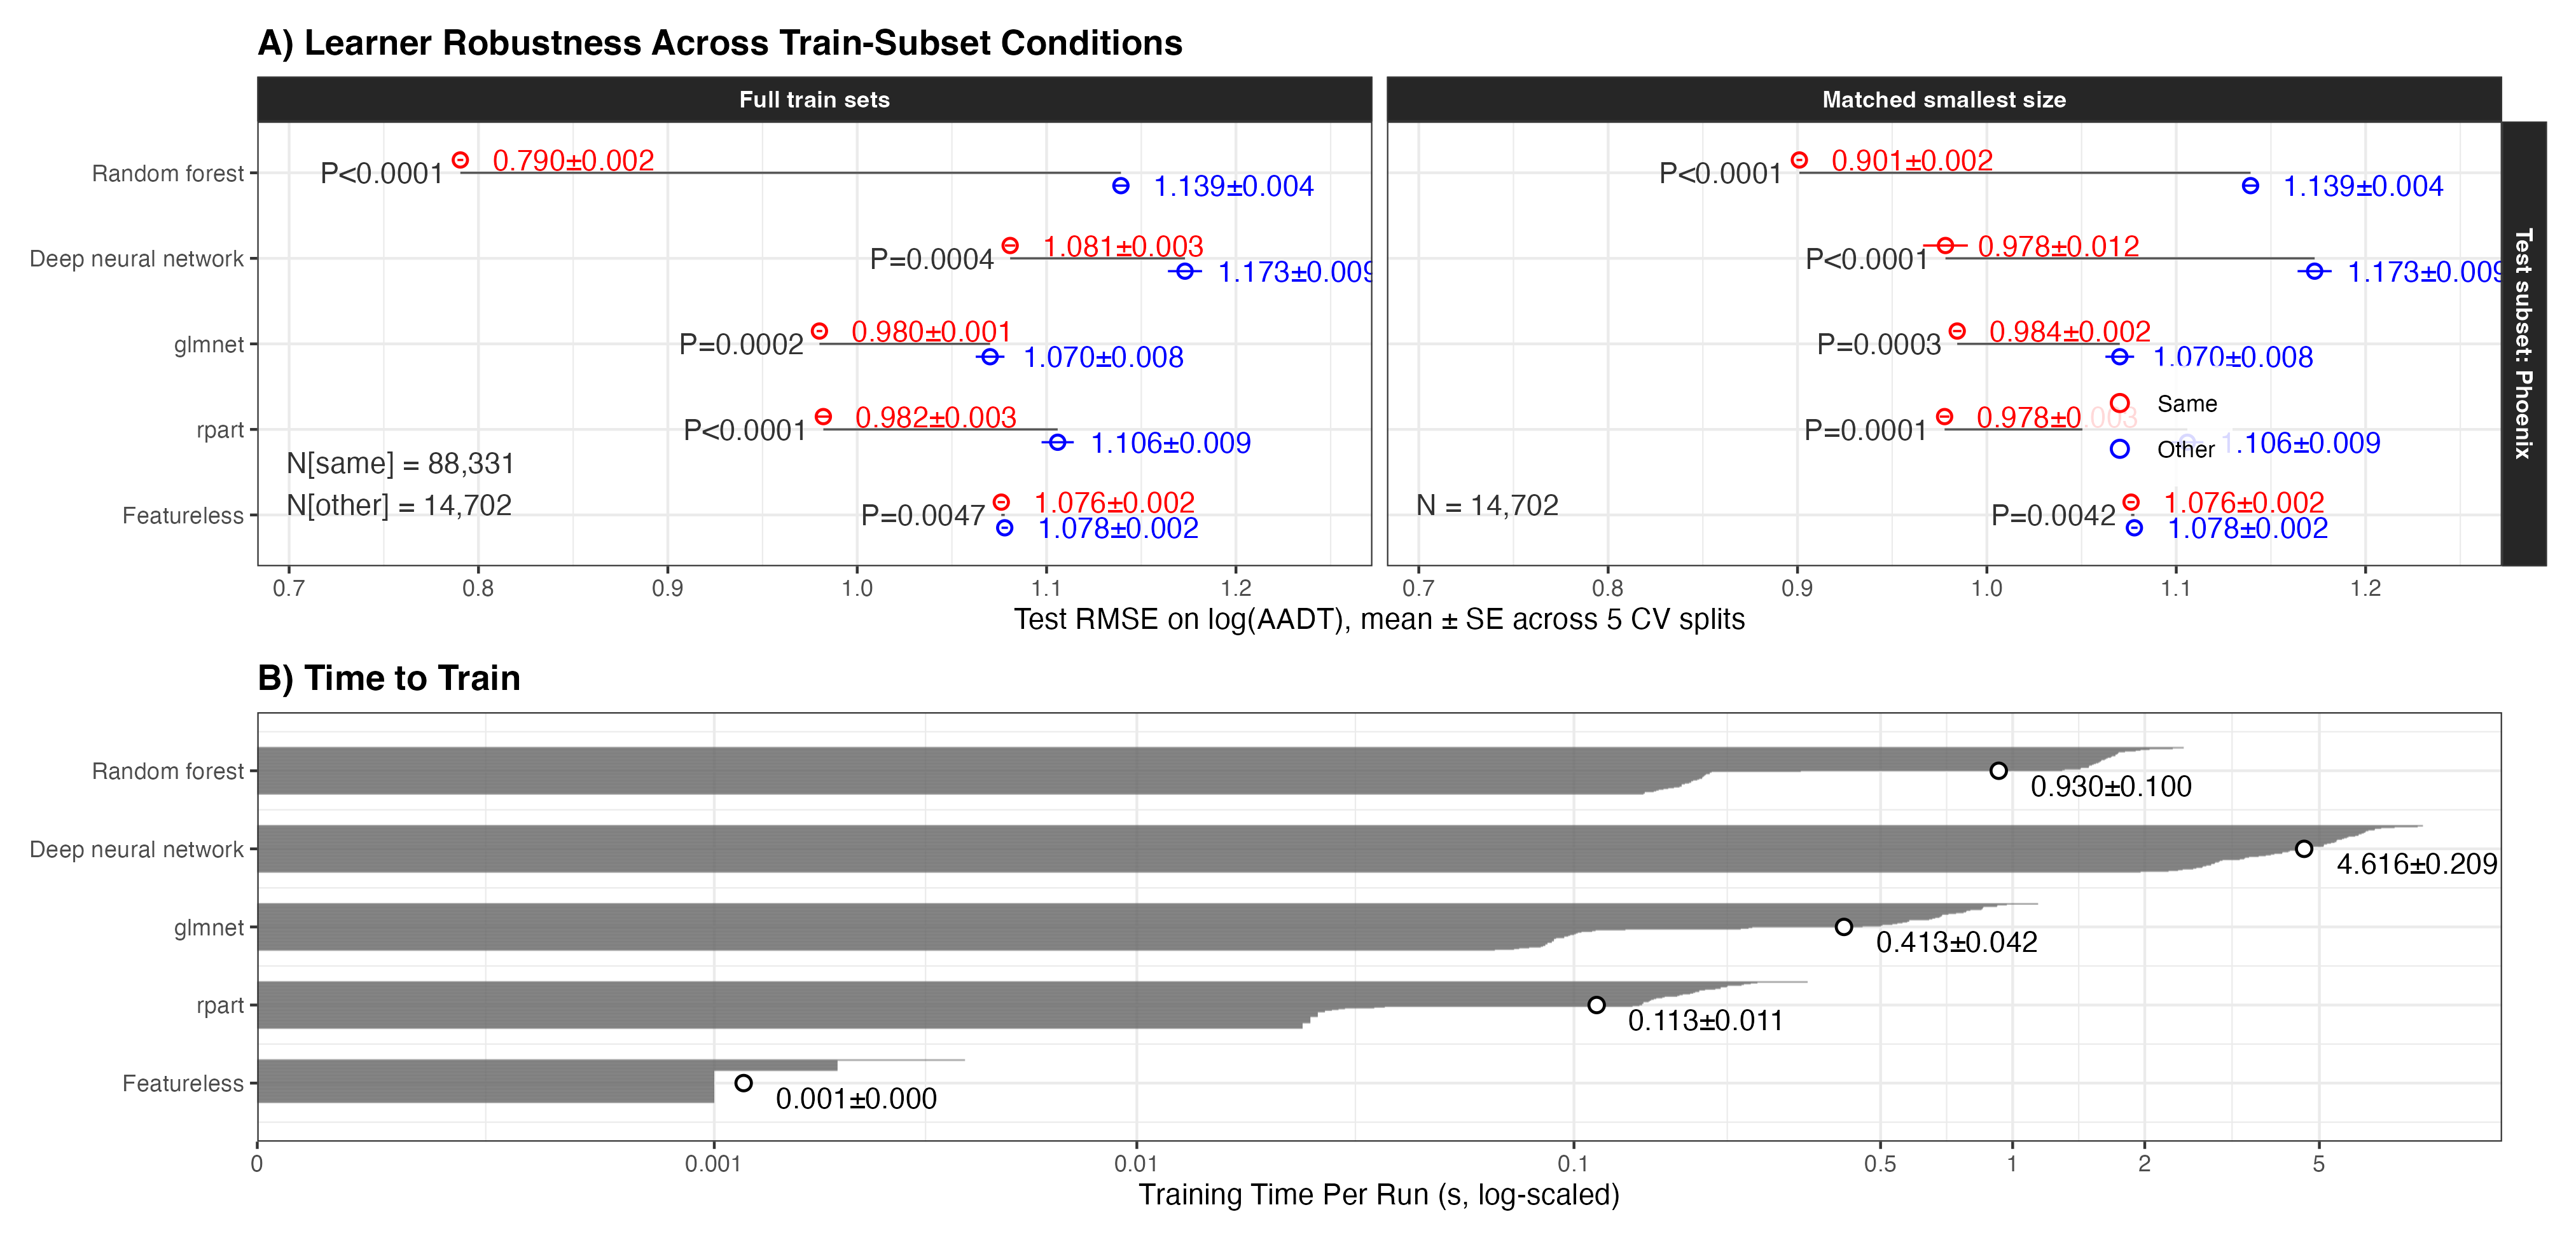 A) Learner Robustness Across Train-Subset Conditions
Full train sets
Matched smallest size
Test subset: Phoenix
Random forest
P<0.0001
0.790±0.002
1.139±0.004
P<0.0001
0.901±0.002
1.139±0.004
Deep neural network
P=0.0004
1.081±0.003
1.173±0.009
P<0.0001
0.978±0.012
1.173±0.009
glmnet
P=0.0002
0.980±0.001
1.070±0.008
P=0.0003
0.984±0.002
1.070±0.008
rpart
P<0.0001
0.982±0.003
1.106±0.009
P=0.0001
0.978±0.003
1.106±0.009
Same
Other
N[same] = 88,331
N[other] = 14,702
N = 14,702
Featureless
P=0.0047
1.076±0.002
1.078±0.002
P=0.0042
1.076±0.002
1.078±0.002
0.7 0.8 0.9 1.0 1.1 1.2
0.7 0.8 0.9 1.0 1.1 1.2
Test RMSE on log(AADT), mean ± SE across 5 CV splits
B) Time to Train
Random forest
0.930±0.100
Deep neural network
4.616±0.209
glmnet
0.413±0.042
rpart
0.113±0.011
Featureless
0.001±0.000
0 0.001 0.01 0.1 0.5 1 2 5
Training Time Per Run (s, log-scaled)